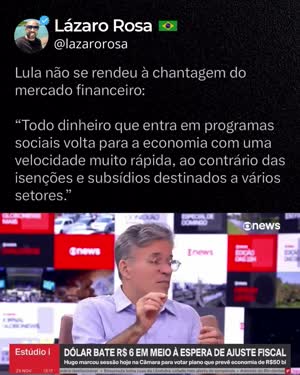 Lázaro Rosa
@lazarorosa
Lula não se rendeu à chantagem do
mercado financeiro:
“Todo dinheiro que entra em programas
sociais volta para a economia com uma
velocidade muito rápida, ao contrário das
isenções e subsídios destinados a vários
setores.”
news
news
Estúdio i
DÓLAR BATE R$ 6 EM MEIO À ESPERA DE AJUSTE FISCAL
Hugo marcou sessão hoje na Câmara para votar plano que prevê economia de R$50 bi